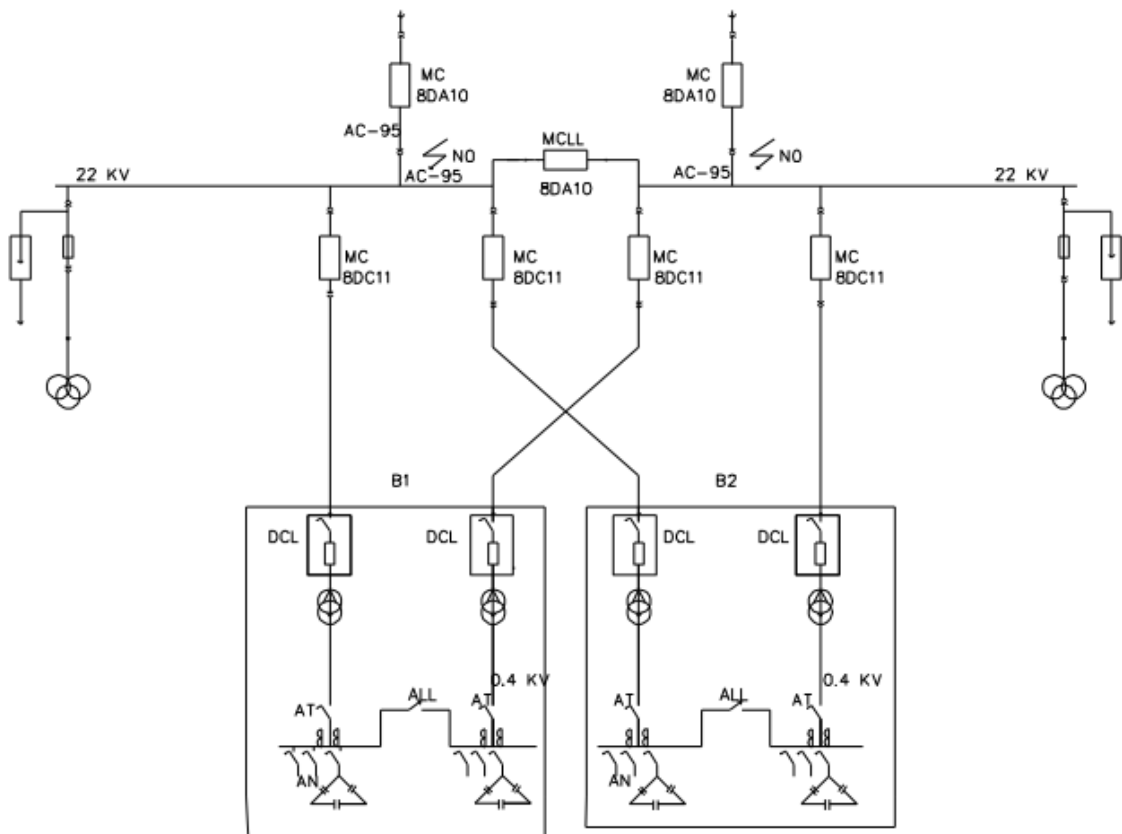 MC
8DA10
MC
8DA10
AC-95
N0
MCLL
N0
22 KV
AC-95
8DA10
AC-95
22 KV
MC
8DC11
MC
8DC11
MC
8DC11
MC
8DC11
B1
B2
DCL
DCL
DCL
DCL
0.4 KV
0.4 KV
AT
ALL
AT
AT
ALL
AT
AN
AN